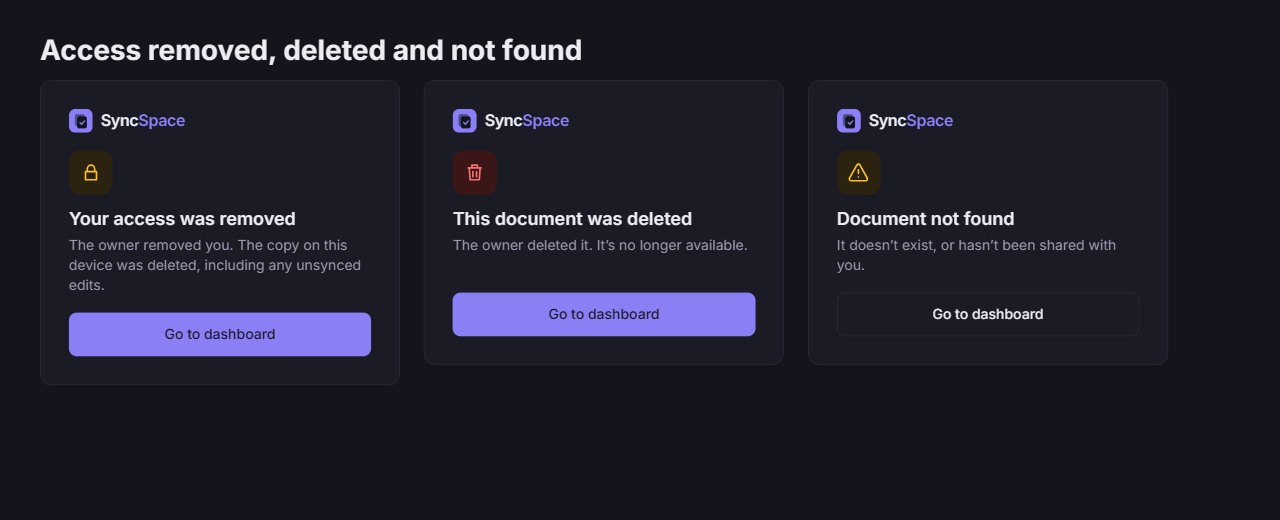 Access removed, deleted and not found
SyncSpace
Your access was removed
The owner removed you. The copy on this
device was deleted, including any unsynced
edits.
Go to dashboard
SyncSpace
This document was deleted
The owner deleted it. It’s no longer available.
Go to dashboard
SyncSpace
Document not found
It doesn’t exist, or hasn’t been shared with
you.
Go to dashboard